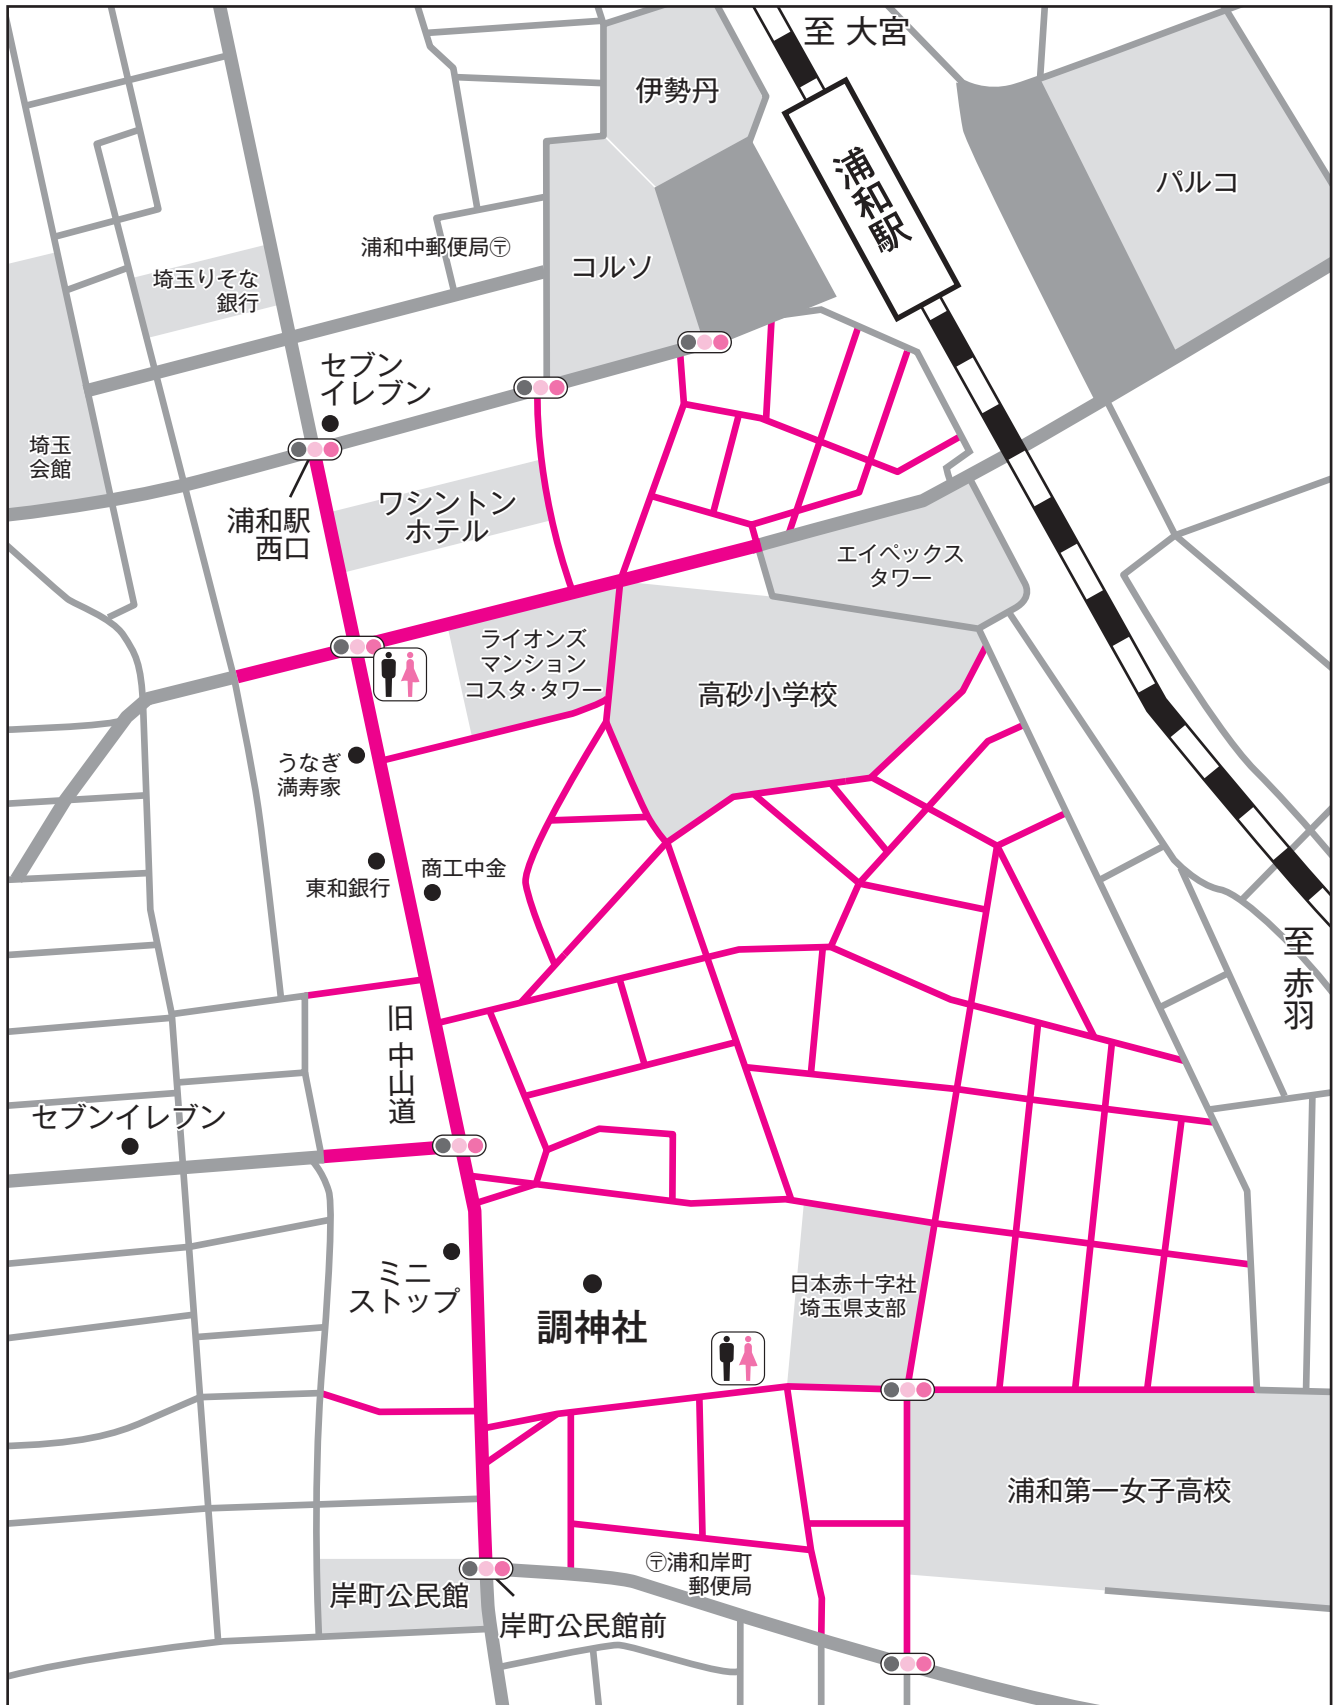 至 大宮
伊勢丹
浦和駅
パルコ
浦和中郵便局〒
コルソ
埼玉りそな
銀行
セブン
イレブン
埼玉
会館
ワシントン
ホテル
浦和駅
西口
エイペックス
タワー
ライオンズ
マンション
コスタ･タワー
高砂小学校
うなぎ
満寿家
商工中金
東和銀行
至 赤羽
旧 中山道
セブンイレブン
ミニ
ストップ
調神社
日本赤十字社
埼玉県支部
浦和第一女子高校
〒浦和岸町
郵便局
岸町公民館
岸町公民館前